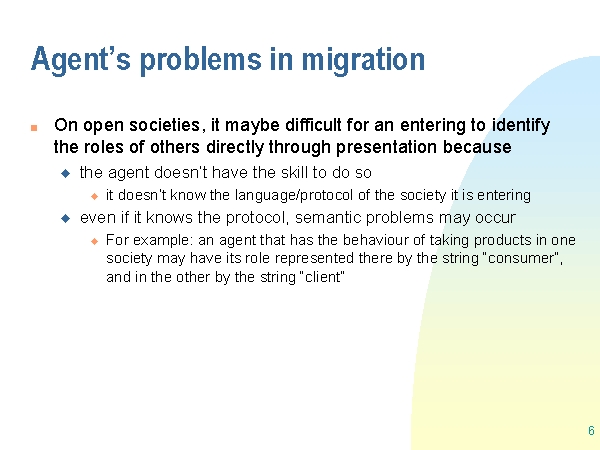 Agent’s problems in migration
On open societies, it maybe difficult for an entering to identify
the roles of others directly through presentation because
the agent doesn’t have the skill to do so
it doesn’t know the language/protocol of the society it is entering
even if it knows the protocol, semantic problems may occur
For example: an agent that has the behaviour of taking products in one
society may have its role represented there by the string “consumer”,
and in the other by the string “client”
6